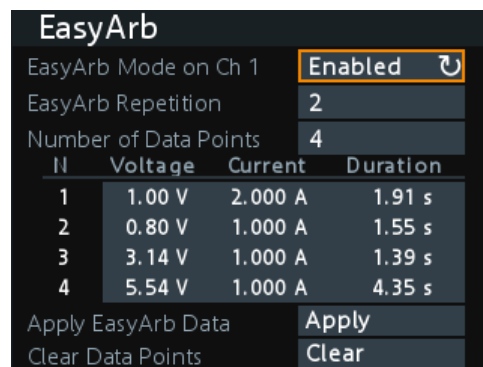 EasyArb
EasyArb Mode on Ch 1 Enabled
EasyArb Repetition 2
Number of Data Points 4
N Voltage Current Duration
1 1.00 V 2.000 A 1.91 s
2 0.80 V 1.000 A 1.55 s
3 3.14 V 1.000 A 1.39 s
4 5.54 V 1.000 A 4.35 s
Apply EasyArb Data Apply
Clear Data Points Clear